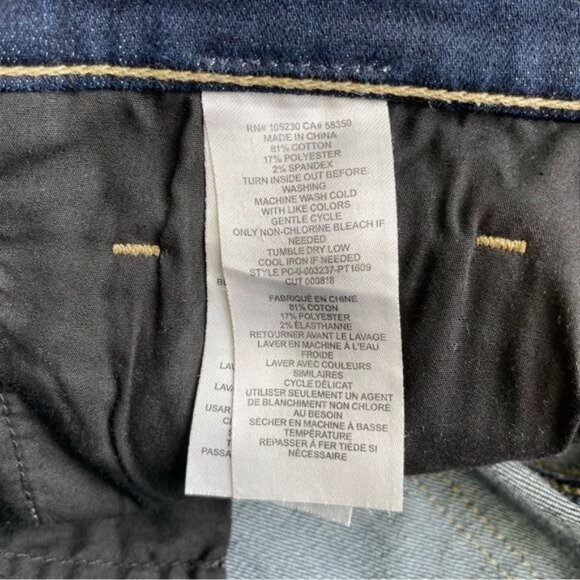 RN# 105230 CA# 58350
MADE IN CHINA
81% COTTON
17% POLYESTER
2% SPANDEX
TURN INSIDE OUT BEFORE
WASHING
MACHINE WASH COLD
WITH LIKE COLORS
GENTLE CYCLE
ONLY NON-CHLORINE BLEACH IF
NEEDED
TUMBLE DRY LOW
COOL IRON IF NEEDED
STYLE PC-0-003237-PT1609
CUT 000818
FABRIQUÉ EN CHINE
81% COTON
17% POLYESTER
2% ÉLASTHANNE
RETOURNER AVANT LE LAVAGE
LAVER EN MACHINE À L'EAU
FROIDE
LAVER AVEC COULEURS
SIMILAIRES
CYCLE DÉLICAT
UTILISER SEULEMENT UN AGENT
DE BLANCHIMENT NON CHLORÉ
AU BESOIN
SÉCHER EN MACHINE À BASSE
TEMPÉRATURE
REPASSER À FER TIÈDE SI
NÉCESSAIRE